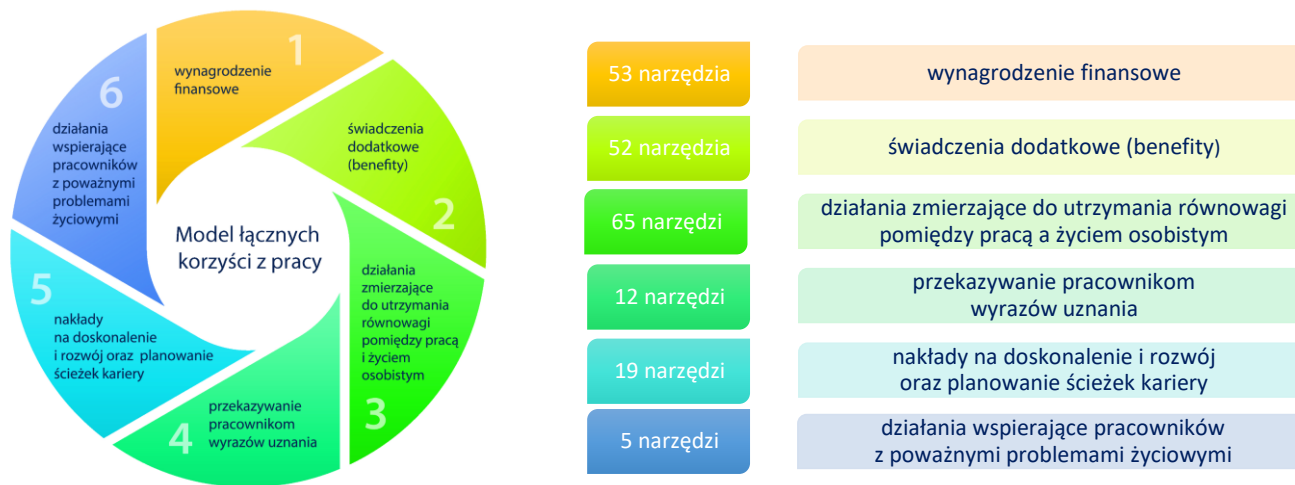 1
wynagrodzenie
finansowe
świadczenia
dodatkowe
(benefity)
2
działania
zmierzające
do utrzymania
równowagi
pomiędzy pracą
i życiem
osobistym
3
przekazywanie
pracownikom
wyrazów uznania
4
nakłady
na doskonalenie
i rozwój oraz planowanie
ścieżek kariery
5
działania
wspierające
pracowników
z poważnymi
problemami
życiowymi
6
Model łącznych
korzyści z pracy
53 narzędzia
wynagrodzenie finansowe
52 narzędzia
świadczenia dodatkowe (benefity)
65 narzędzi
działania zmierzające do utrzymania równowagi
pomiędzy pracą a życiem osobistym
12 narzędzi
przekazywanie pracownikom
wyrazów uznania
19 narzędzi
nakłady na doskonalenie i rozwój
oraz planowanie ścieżek kariery
5 narzędzi
działania wspierające pracowników
z poważnymi problemami życiowymi